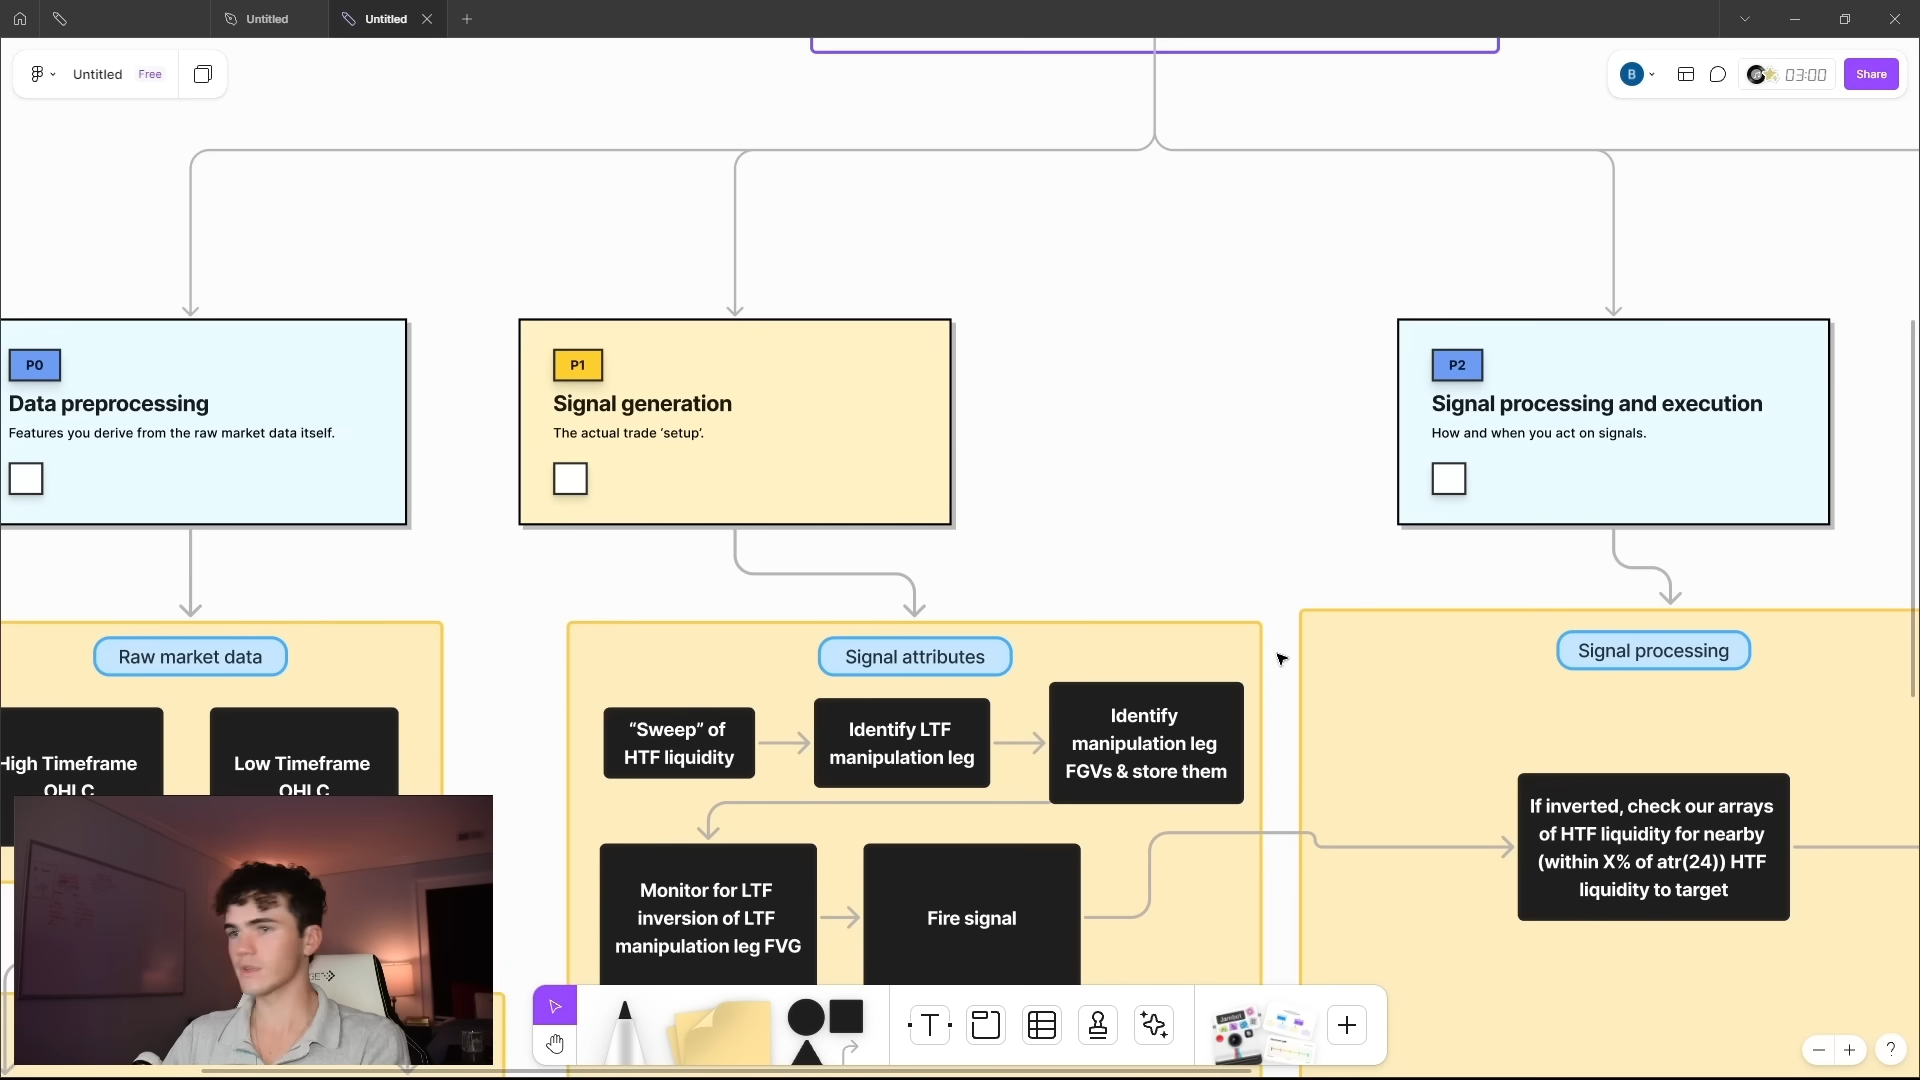 Untitled
Untitled
Untitled
Free
B
03:00
Share
P0
Data preprocessing
Features you derive from the raw market data itself.
P1
Signal generation
The actual trade ‘setup’.
P2
Signal processing and execution
How and when you act on signals.
Raw market data
High Timeframe
OHLC
Low Timeframe
OHLC
Signal attributes
“Sweep” of
HTF liquidity
Identify LTF
manipulation leg
Identify
manipulation leg
FGVs & store them
Monitor for LTF
inversion of LTF
manipulation leg FVG
Fire signal
Signal processing
If inverted, check our arrays
of HTF liquidity for nearby
(within X% of atr(24)) HTF
liquidity to target
T
Jambot
?